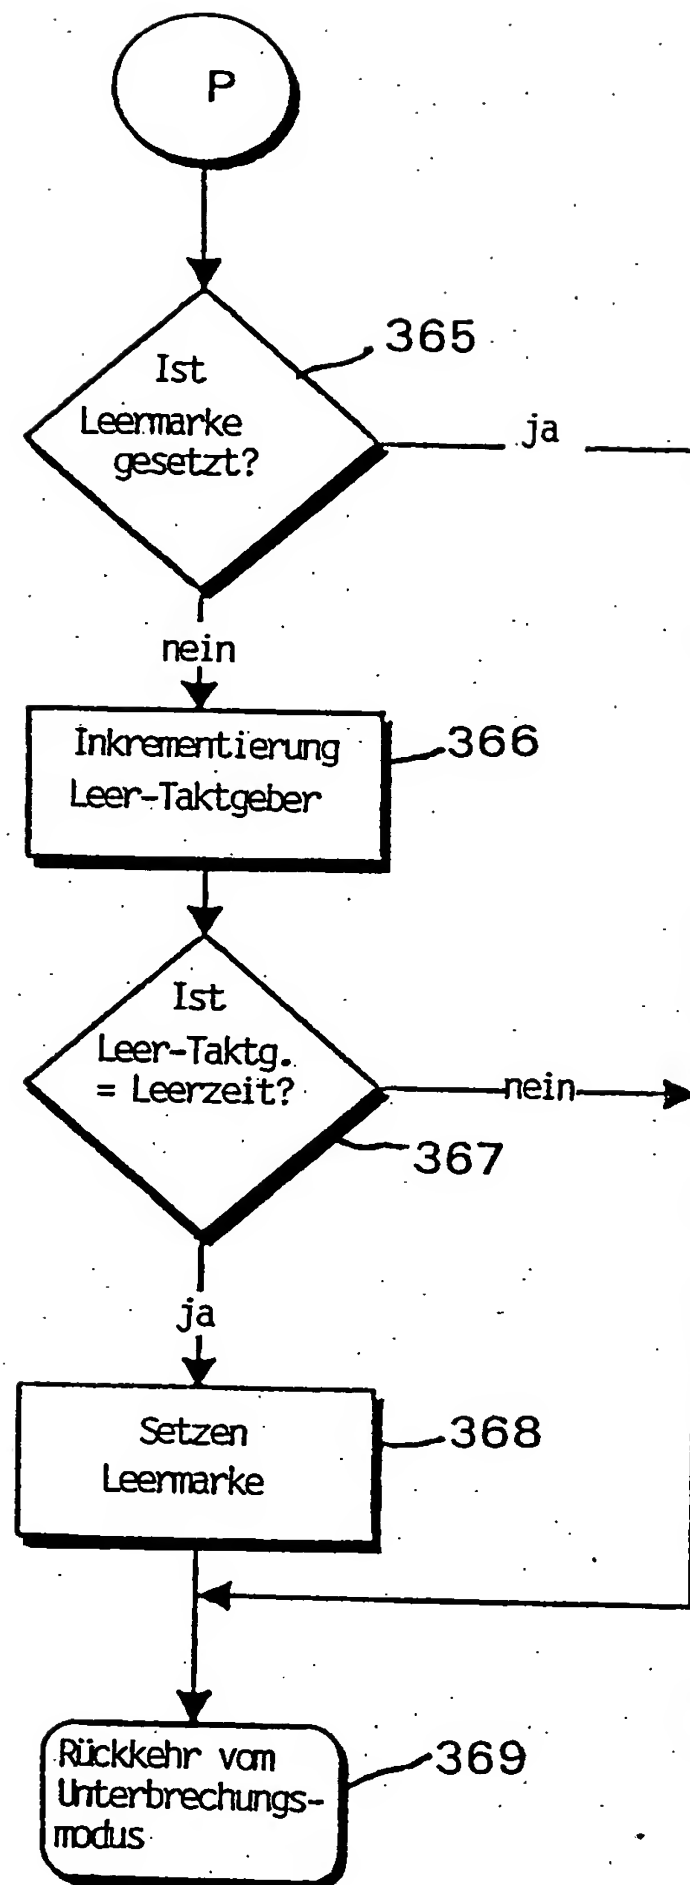 P
365
Ist
Leermarke
gesetzt?
ja
nein
366
Inkrementierung
Leer-Taktgeber
Ist
Leer-Taktg.
= Leerzeit?
nein
367
ja
Setzen
Leermarke
368
Rückkehr vom
Unterbrechungs-
modus
369